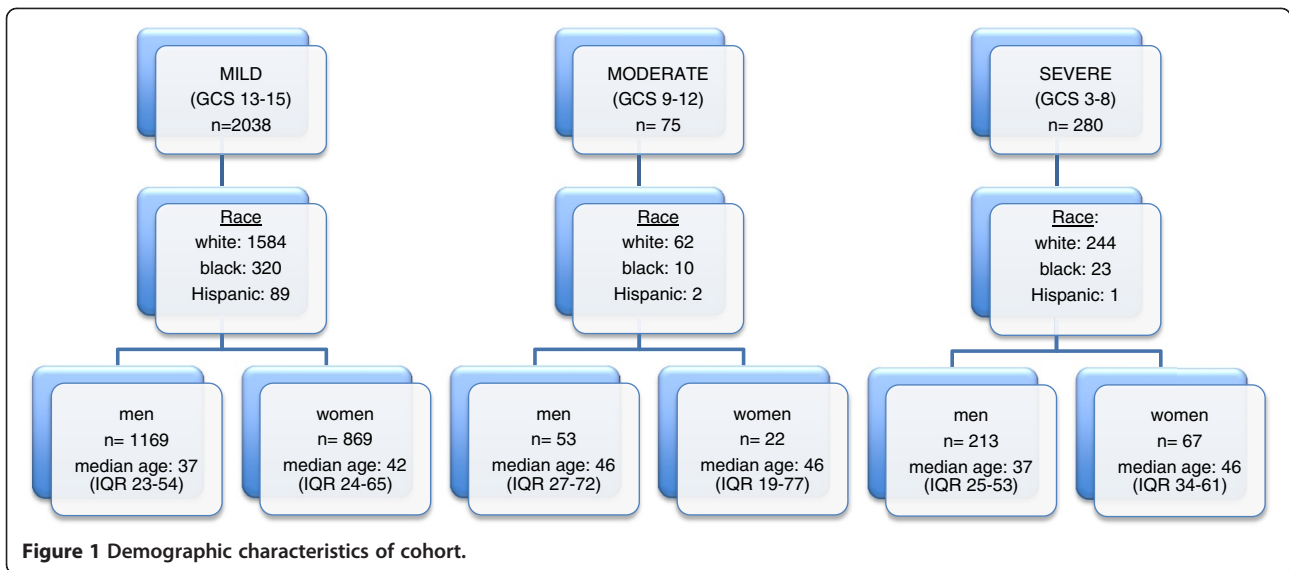 MILD
(GCS 13-15)
n=2038
MODERATE
(GCS 9-12)
n= 75
SEVERE
(GCS 3-8)
n= 280
Race
white: 1584
black: 320
Hispanic: 89
Race
white: 62
black: 10
Hispanic: 2
Race:
white: 244
black: 23
Hispanic: 1
men
n= 1169
median age: 37
(IQR 23-54)
women
n= 869
median age: 42
(IQR 24-65)
men
n= 53
median age: 46
(IQR 27-72)
women
n= 22
median age: 46
(IQR 19-77)
men
n= 213
median age: 37
(IQR 25-53)
women
n= 67
median age: 46
(IQR 34-61)
Figure 1 Demographic characteristics of cohort.